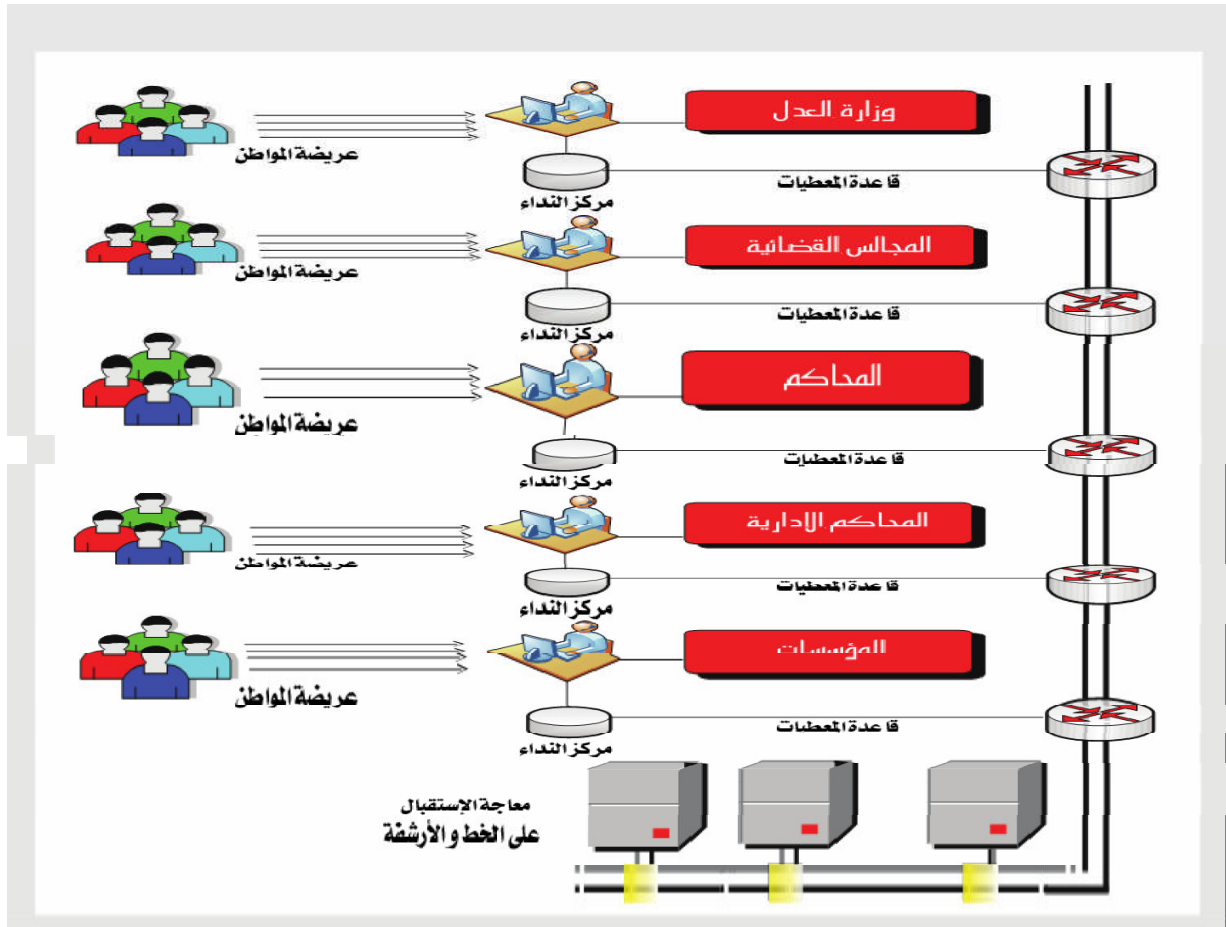 وزارة العدل
عريضة المواطن
قاعدة المعطيات
مركز النداء
المجالس القضائية
عريضة المواطن
قاعدة المعطيات
مركز النداء
المحاكم
عريضة المواطن
قاعدة المعطيات
مركز النداء
المحاكم الادارية
عريضة المواطن
قاعدة المعطيات
مركز النداء
المؤسسات
عريضة المواطن
قاعدة المعطيات
مركز النداء
معاجة الإستقبال
على الخط و الأرشفة